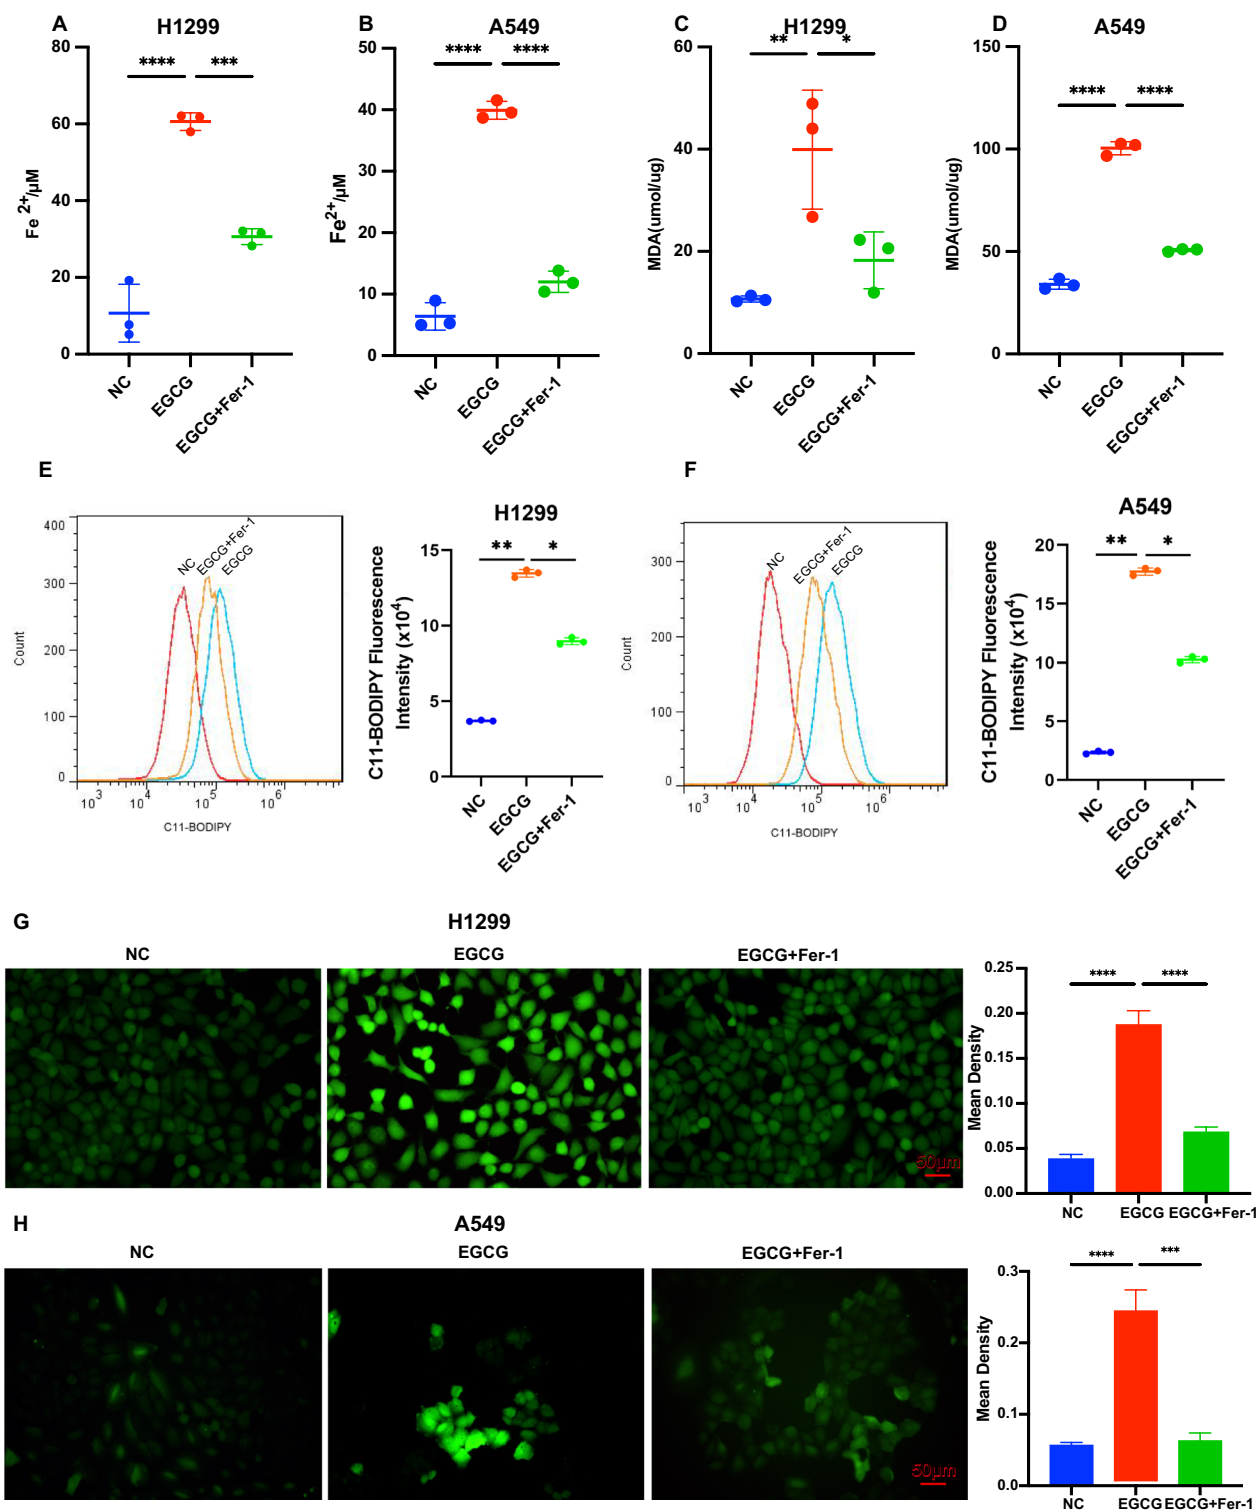 A
H1299
80
60
40
20
0
Fe 2+/µM
****
***
NC
EGCG
EGCG+Fer-1
B
A549
50
40
30
20
10
0
Fe2+/µM
****
****
NC
EGCG
EGCG+Fer-1
C
H1299
60
40
20
0
MDA(umol/ug)
**
*
NC
EGCG
EGCG+Fer-1
D
A549
150
100
50
0
MDA(umol/ug)
****
****
NC
EGCG
EGCG+Fer-1
E
400
300
200
100
0
Count
NC
EGCG+Fer-1
EGCG
10^3
10^4
10^5
10^6
C11-BODIPY
H1299
15
10
5
0
C11-BODIPY Fluorescence
Intensity (x10^4)
**
*
NC
EGCG
EGCG+Fer-1
F
300
200
100
0
Count
NC
EGCG+Fer-1
EGCG
10^3
10^4
10^5
10^6
C11-BODIPY
A549
20
15
10
5
0
C11-BODIPY Fluorescence
Intensity (x10^4)
**
*
NC
EGCG
EGCG+Fer-1
G
H1299
NC
EGCG
EGCG+Fer-1
50µm
0.25
0.20
0.15
0.10
0.05
0.00
Mean Density
****
****
NC
EGCG
EGCG+Fer-1
H
A549
NC
EGCG
EGCG+Fer-1
50µm
0.3
0.2
0.1
0.0
Mean Density
****
***
NC
EGCG
EGCG+Fer-1